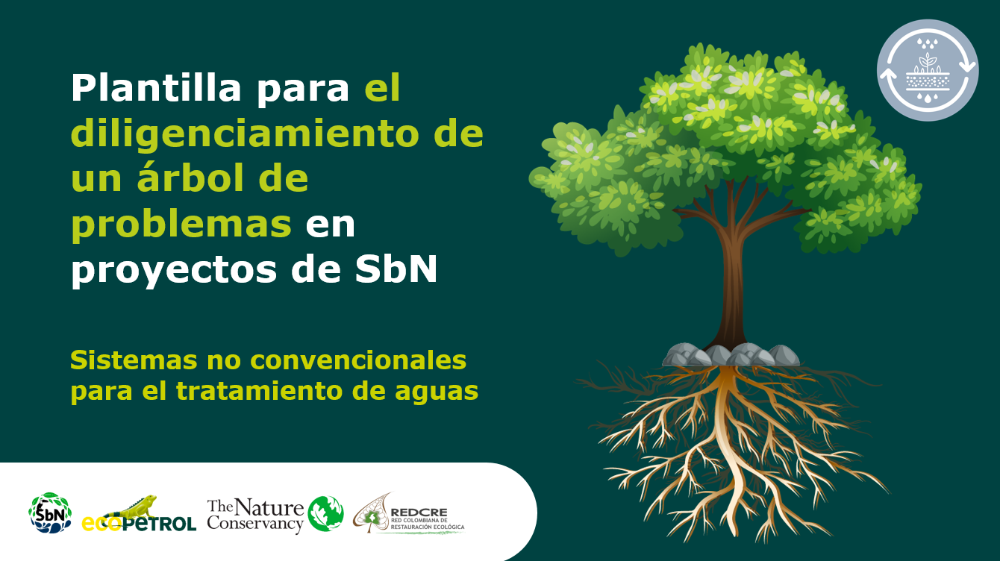 Plantilla para el
diligenciamiento de
un árbol de
problemas en
proyectos de SbN
Sistemas no convencionales
para el tratamiento de aguas
SbN
ecoPETROL
The Nature
Conservancy
REDCRE
RED COLOMBIANA DE
RESTAURACIÓN ECOLÓGICA